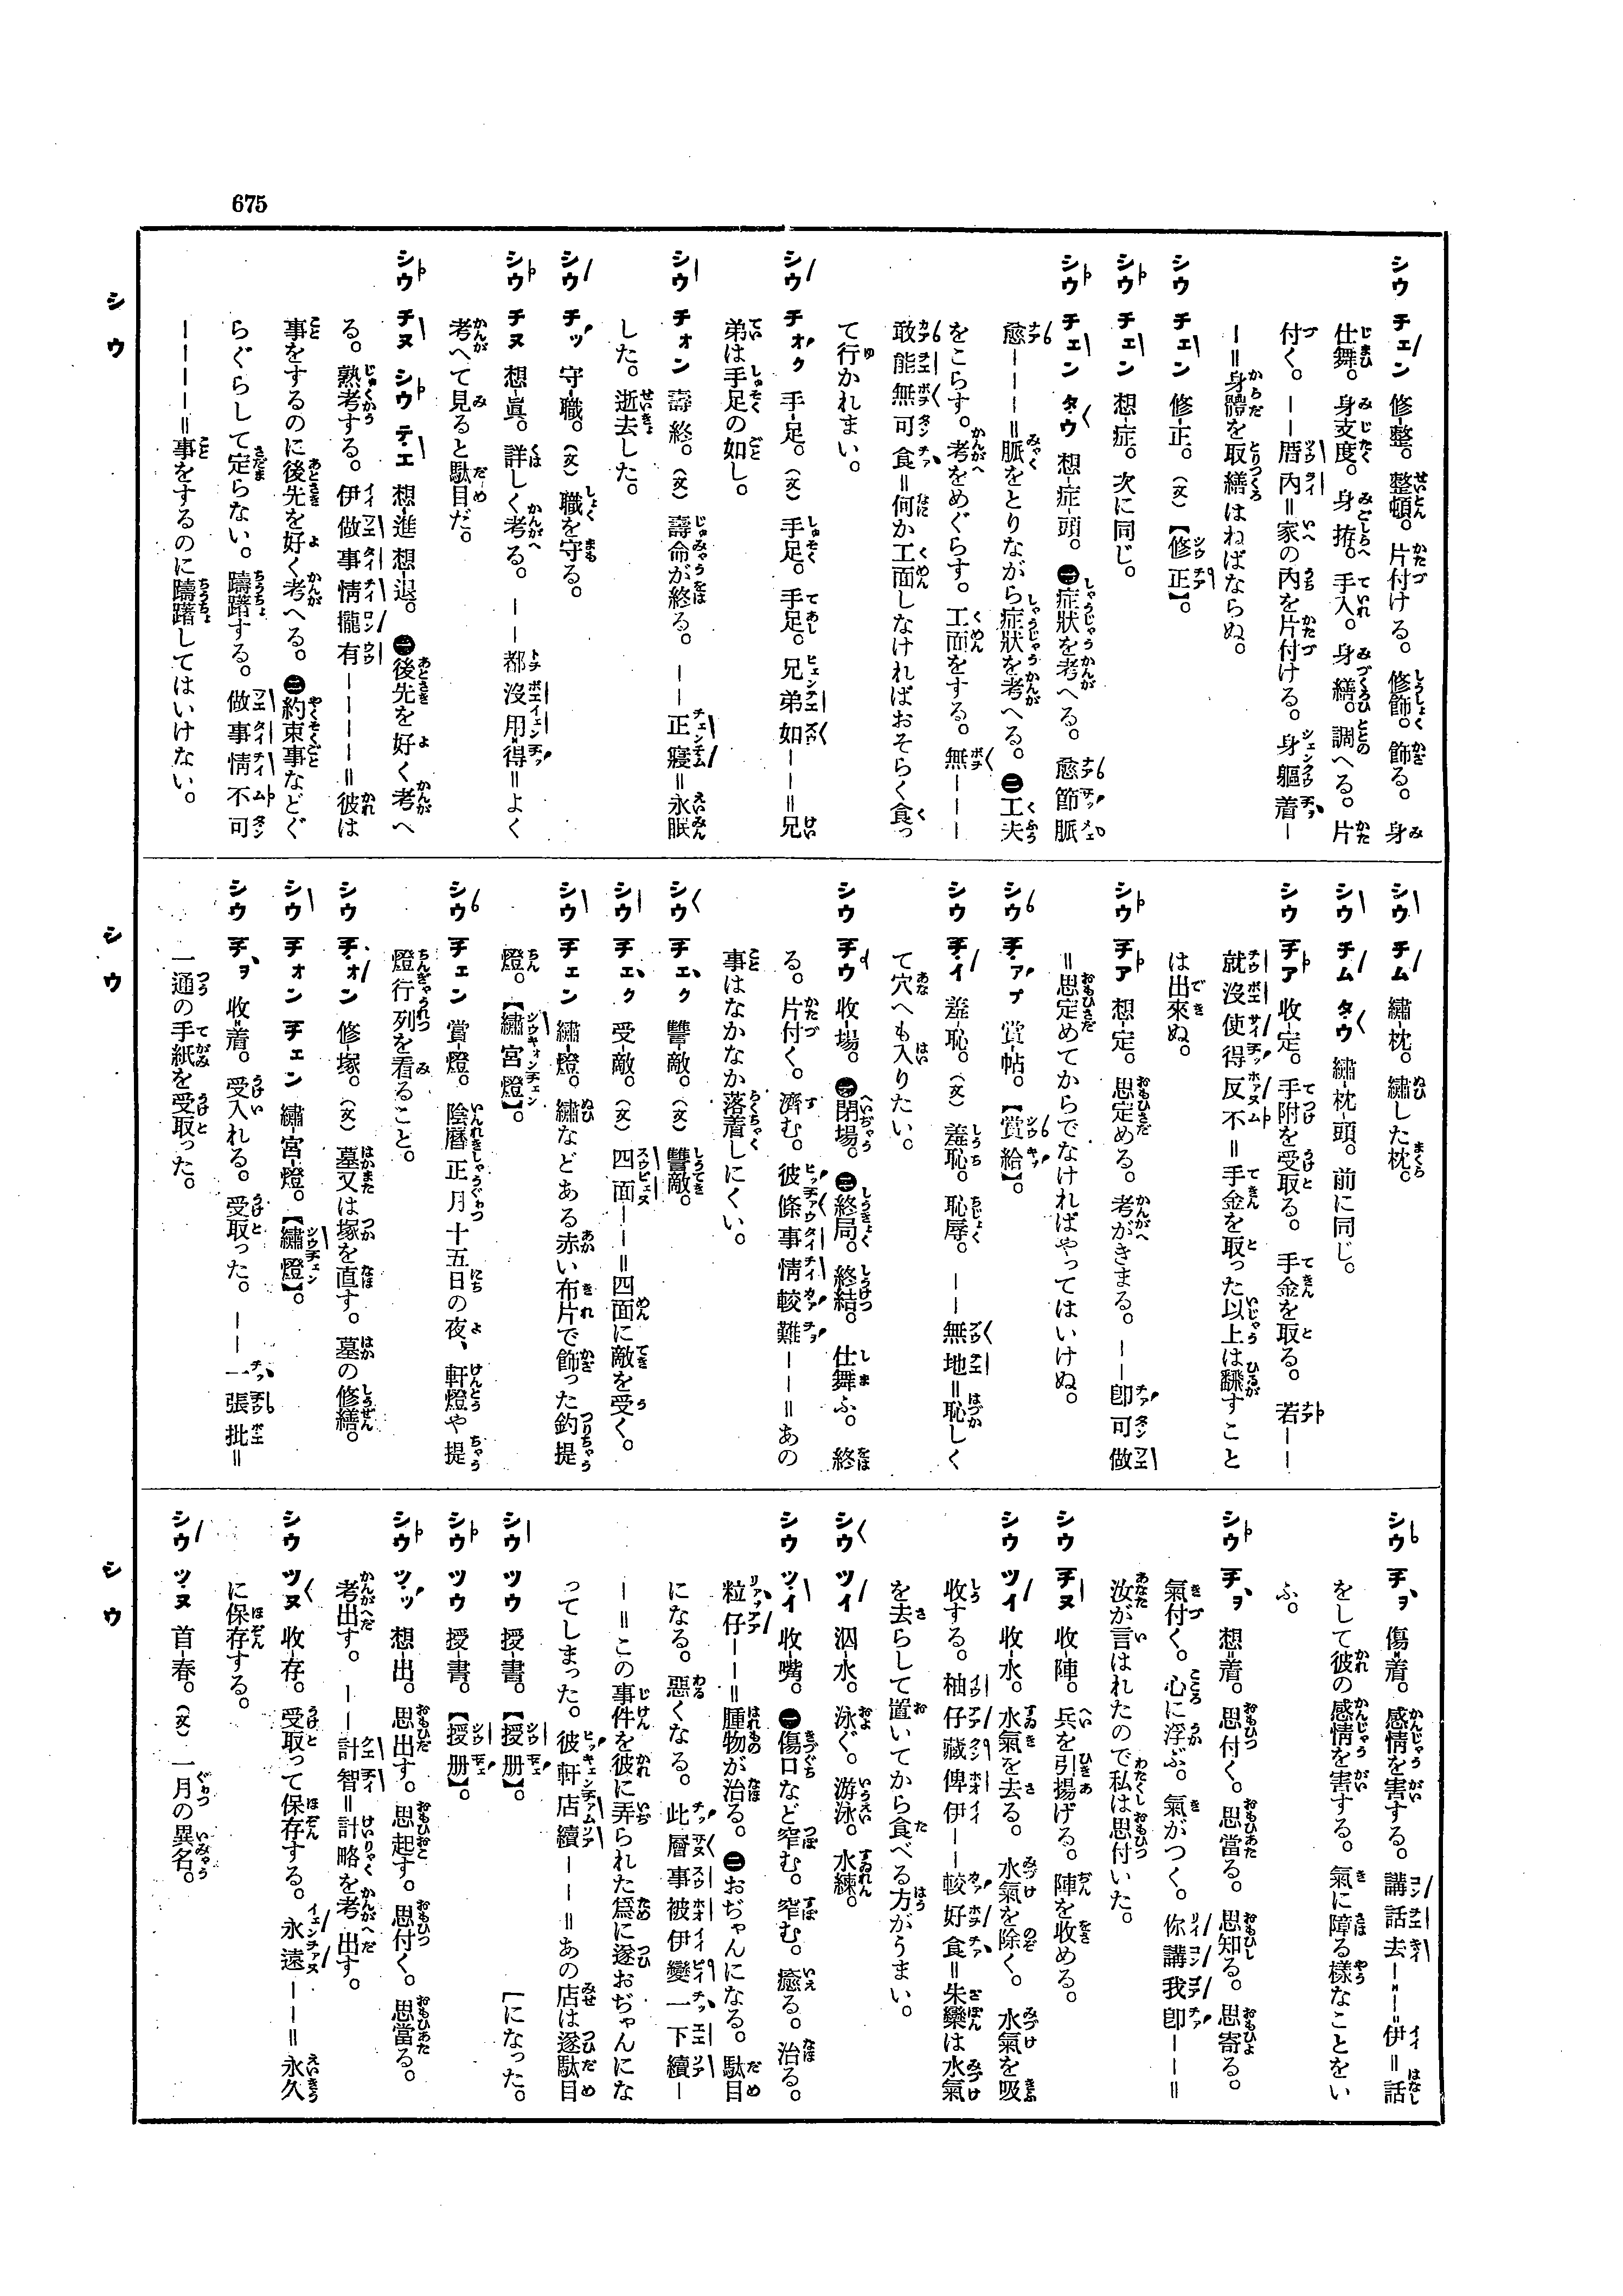 675
シウ チェン 修-整。整頓。片付ける。修飾。飾る。身
仕舞。身支度。身拵。手入。身繕。調へる。片
付く。――厝內＝家の內を片付ける。身軀着―
―＝身體を取繕はねばならぬ。
シウ チェン 修-正。(文)【修正】。
シウ チェン 想-症。次に同じ。
シウ チェン タウ 想-症-頭。㊀症狀を考へる。㾀節脈
―――＝脈をとりながら症狀を考へる。㊁工夫
をこらす。考をめぐらす。工面をする。無―――
敢能無可食＝何か工面しなければおそらく食っ
て行かれまい。
シウ チォク 手-足。(文)手足。手足。兄弟如――＝兄
弟は手足の如し。
シウ チォン 壽終。(文)壽命が終る。――正寢＝永眠
した。逝去した。
シウ チッ 守-職。(文)職を守る。
シウ チヌ 想-眞。詳しく考る。――都沒用得＝よく
考へて見ると駄目だ。
シウ チヌ シウ テェ 想-進想-退。㊀後先を好く考へ
る。熟考する。伊做事情攏有――――＝彼は
事をするのに後先を好く考へる。㊁約束事などぐ
らぐらして定らない。躊躇する。做事情不可
――――＝事をするのに躊躇してはいけない。
シウ チム 繡-枕。繡した枕。
シウ チム タウ 繡-枕-頭。前に同じ。
シウ チァ 收-定。手附を受取る。手金を取る。若――
就沒使得反不＝手金を取った以上は飜すこと
は出來ぬ。
シウ チァ 想-定。思定める。考がきまる。――卽可做
＝思定めてからでなければやってはいけぬ。
シウ チァプ 賞-帖。【賞給】。
シウ チイ 羞-恥。(文)羞恥。恥辱。――無地＝恥しく
て穴へも入りたい。
シウ チウ 收-場。㊀閉場。㊁終局。終結。仕舞ふ。終
る。片付く。濟む。彼條事情較難――＝あの
事はなかなか落着しにくい。
シウ チェク 讐-敵。(文)讐敵。
シウ チェク 受-敵。(文)四面――＝四面に敵を受く。
シウ チェン 繡-燈。繡などある赤い布片で飾った釣提
燈。【繡宮燈】。
シウ チェン 賞-燈。陰曆正月十五日の夜、軒燈や提
燈行列を看ること。
シウ チォン 修-塚。(文)墓又は塚を直す。墓の修繕。
シウ チォン チェン 繡-宮-燈。【繡燈】。
シウ チヲ 收着。受入れる。受取った。――一張批＝
一通の手紙を受取った。
シウ チヲ 傷着。感情を害する。講話去――伊＝話
をして彼の感情を害する。氣に障る樣なことをい
ふ。
シウ チヲ 想着。思付く。思當る。思知る。思寄る。
氣付く。心に浮ぶ。氣がつく。你講我卽――＝
汝が言はれたので私は思付いた。
シウ チヌ 收-陣。兵を引揚げる。陣を收める。
シウ ツイ 收-水。水氣を去る。水氣を除く。水氣を吸
收する。柚仔藏俾伊――較好食＝朱欒は水氣
を去らして置いてから食べる方がうまい。
シウ ツイ 泅-水。泳ぐ。游泳。水練。
シウ ツイ 收-嘴。㊀傷口など窄む。窄む。癒る。治る。
粒仔――＝腫物が治る。㊁おぢゃんになる。駄目
になる。惡くなる。此層事被伊變一下續―
―＝この事件を彼に弄られた爲に遂おぢゃんにな
ってしまった。彼軒店續――＝あの店は遂駄目
［になった。
シウ ツウ 授-書。【授册】。
シウ ツウ 授-書。【授册】。
シウ ツッ 想-出。思出す。思起す。思付く。思當る。
考出す。――計智＝計略を考出す。
シウ ツヌ 收-存。受取って保存する。永遠――＝永久
に保存する。
シウ ツヌ 首-春。(文)一月の異名。
シウ
シウ
シウ